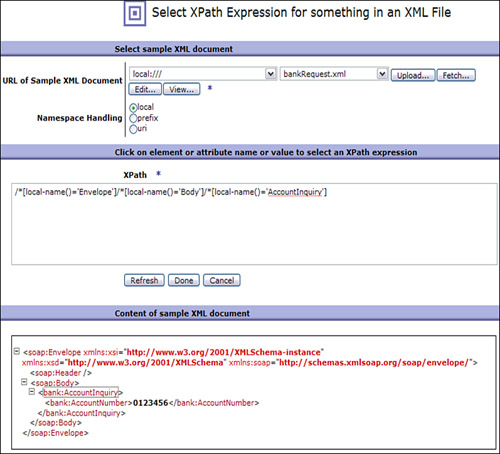 Select XPath Expression for something in an XML File
Select sample XML document
URL of Sample XML Document local:/// bankRequest.xml Upload... Fetch...
Edit... View... *
Namespace Handling local
prefix
uri
Click on element or attribute name or value to select an XPath expression
XPath *
/*[local-name()='Envelope']/*[local-name()='Body']/*[local-name()='AccountInquiry']
Refresh Done Cancel
Content of sample XML document
<soap:Envelope xmlns:xsi="http://www.w3.org/2001/XMLSchema-instance"
xmlns:xsd="http://www.w3.org/2001/XMLSchema" xmlns:soap="http://schemas.xmlsoap.org/soap/envelope/">
<soap:Header />
<soap:Body>
<bank:AccountInquiry>
<bank:AccountNumber>0123456</bank:AccountNumber>
</bank:AccountInquiry>
</soap:Body>
</soap:Envelope>